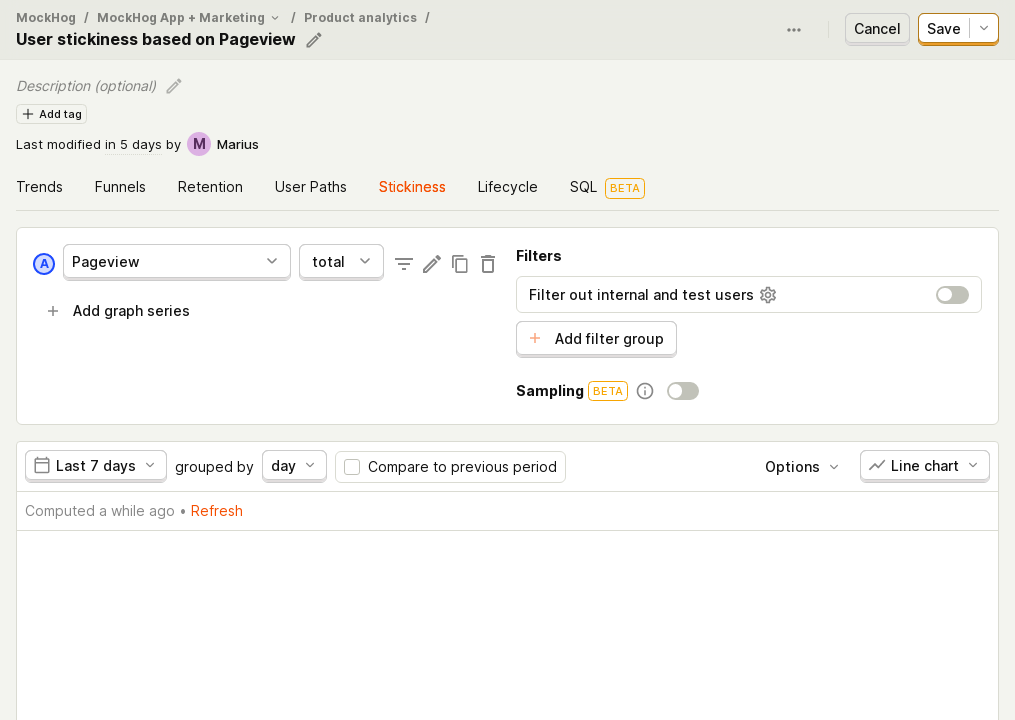 MockHog / MockHog App + Marketing / Product analytics /
User stickiness based on Pageview
Cancel
Save
Description (optional)
Add tag
Last modified in 5 days by M Marius
Trends Funnels Retention User Paths Stickiness Lifecycle SQL BETA
A Pageview total
Add graph series
Filters
Filter out internal and test users
Add filter group
Sampling BETA
Last 7 days grouped by day Compare to previous period Options Line chart
Computed a while ago • Refresh